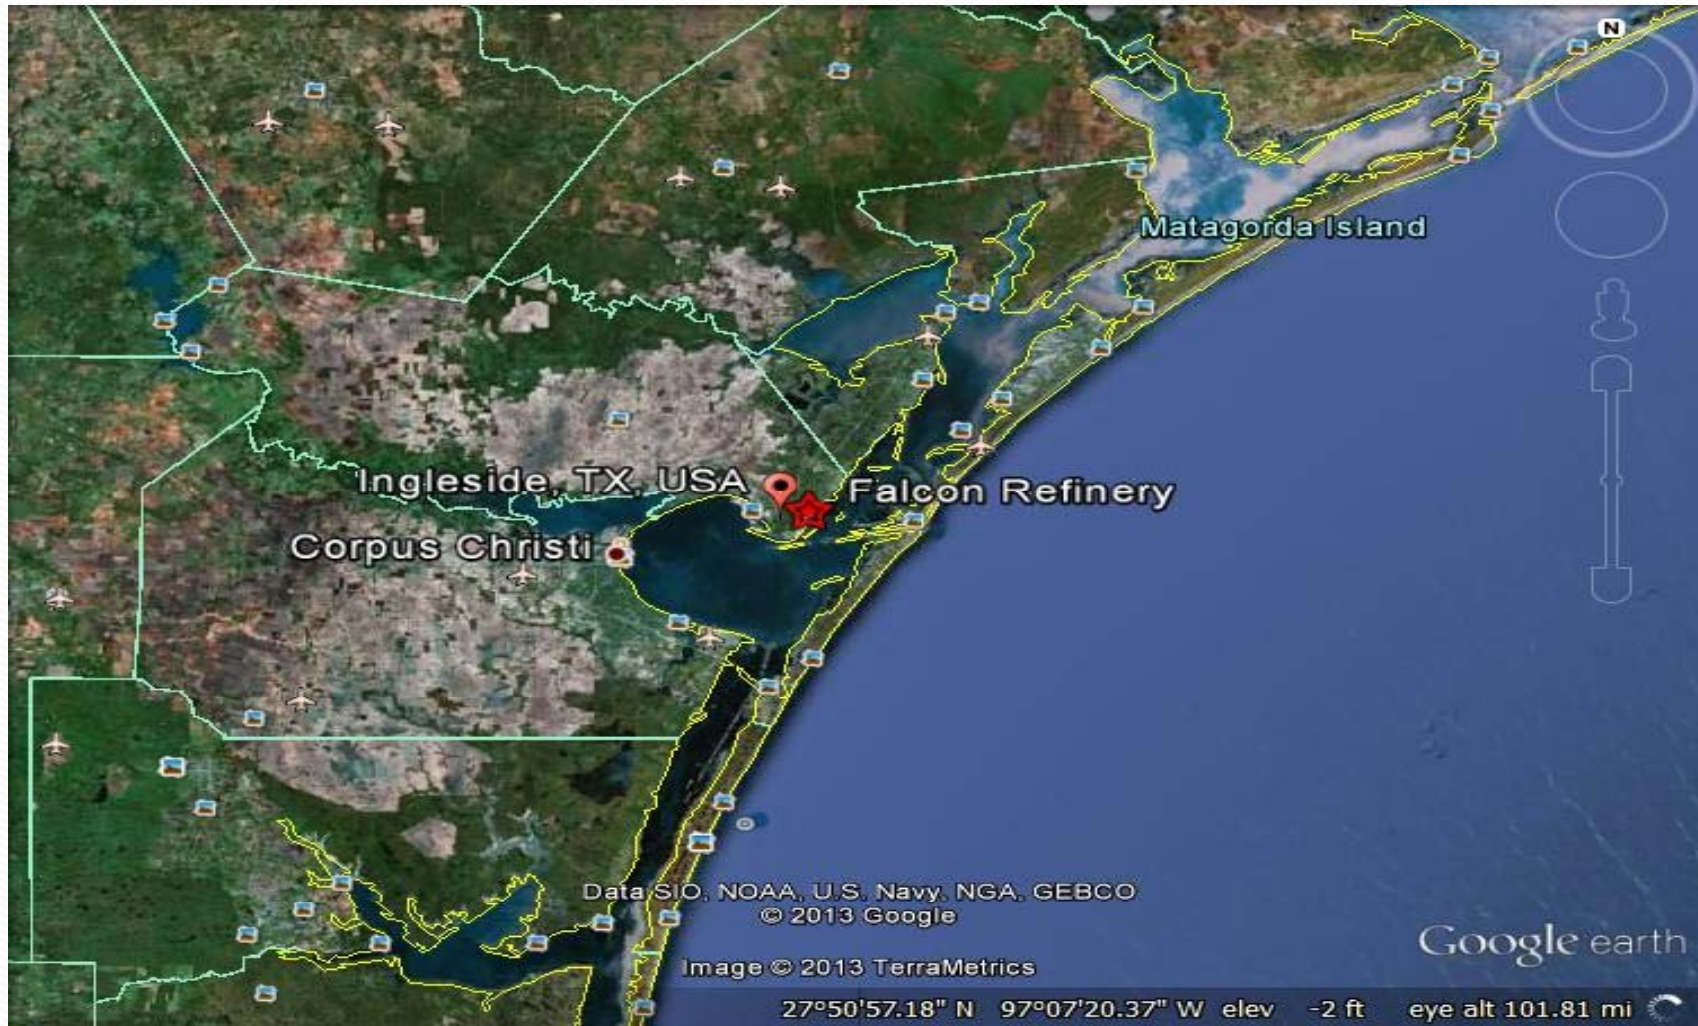 N
Matagorda Island
Ingleside, TX, USA
Falcon Refinery
Corpus Christi
Data SIO, NOAA, U.S. Navy, NGA, GEBCO
© 2013 Google
Google earth
Image © 2013 TerraMetrics
27°50'57.18" N 97°07'20.37" W elev -2 ft eye alt 101.81 mi